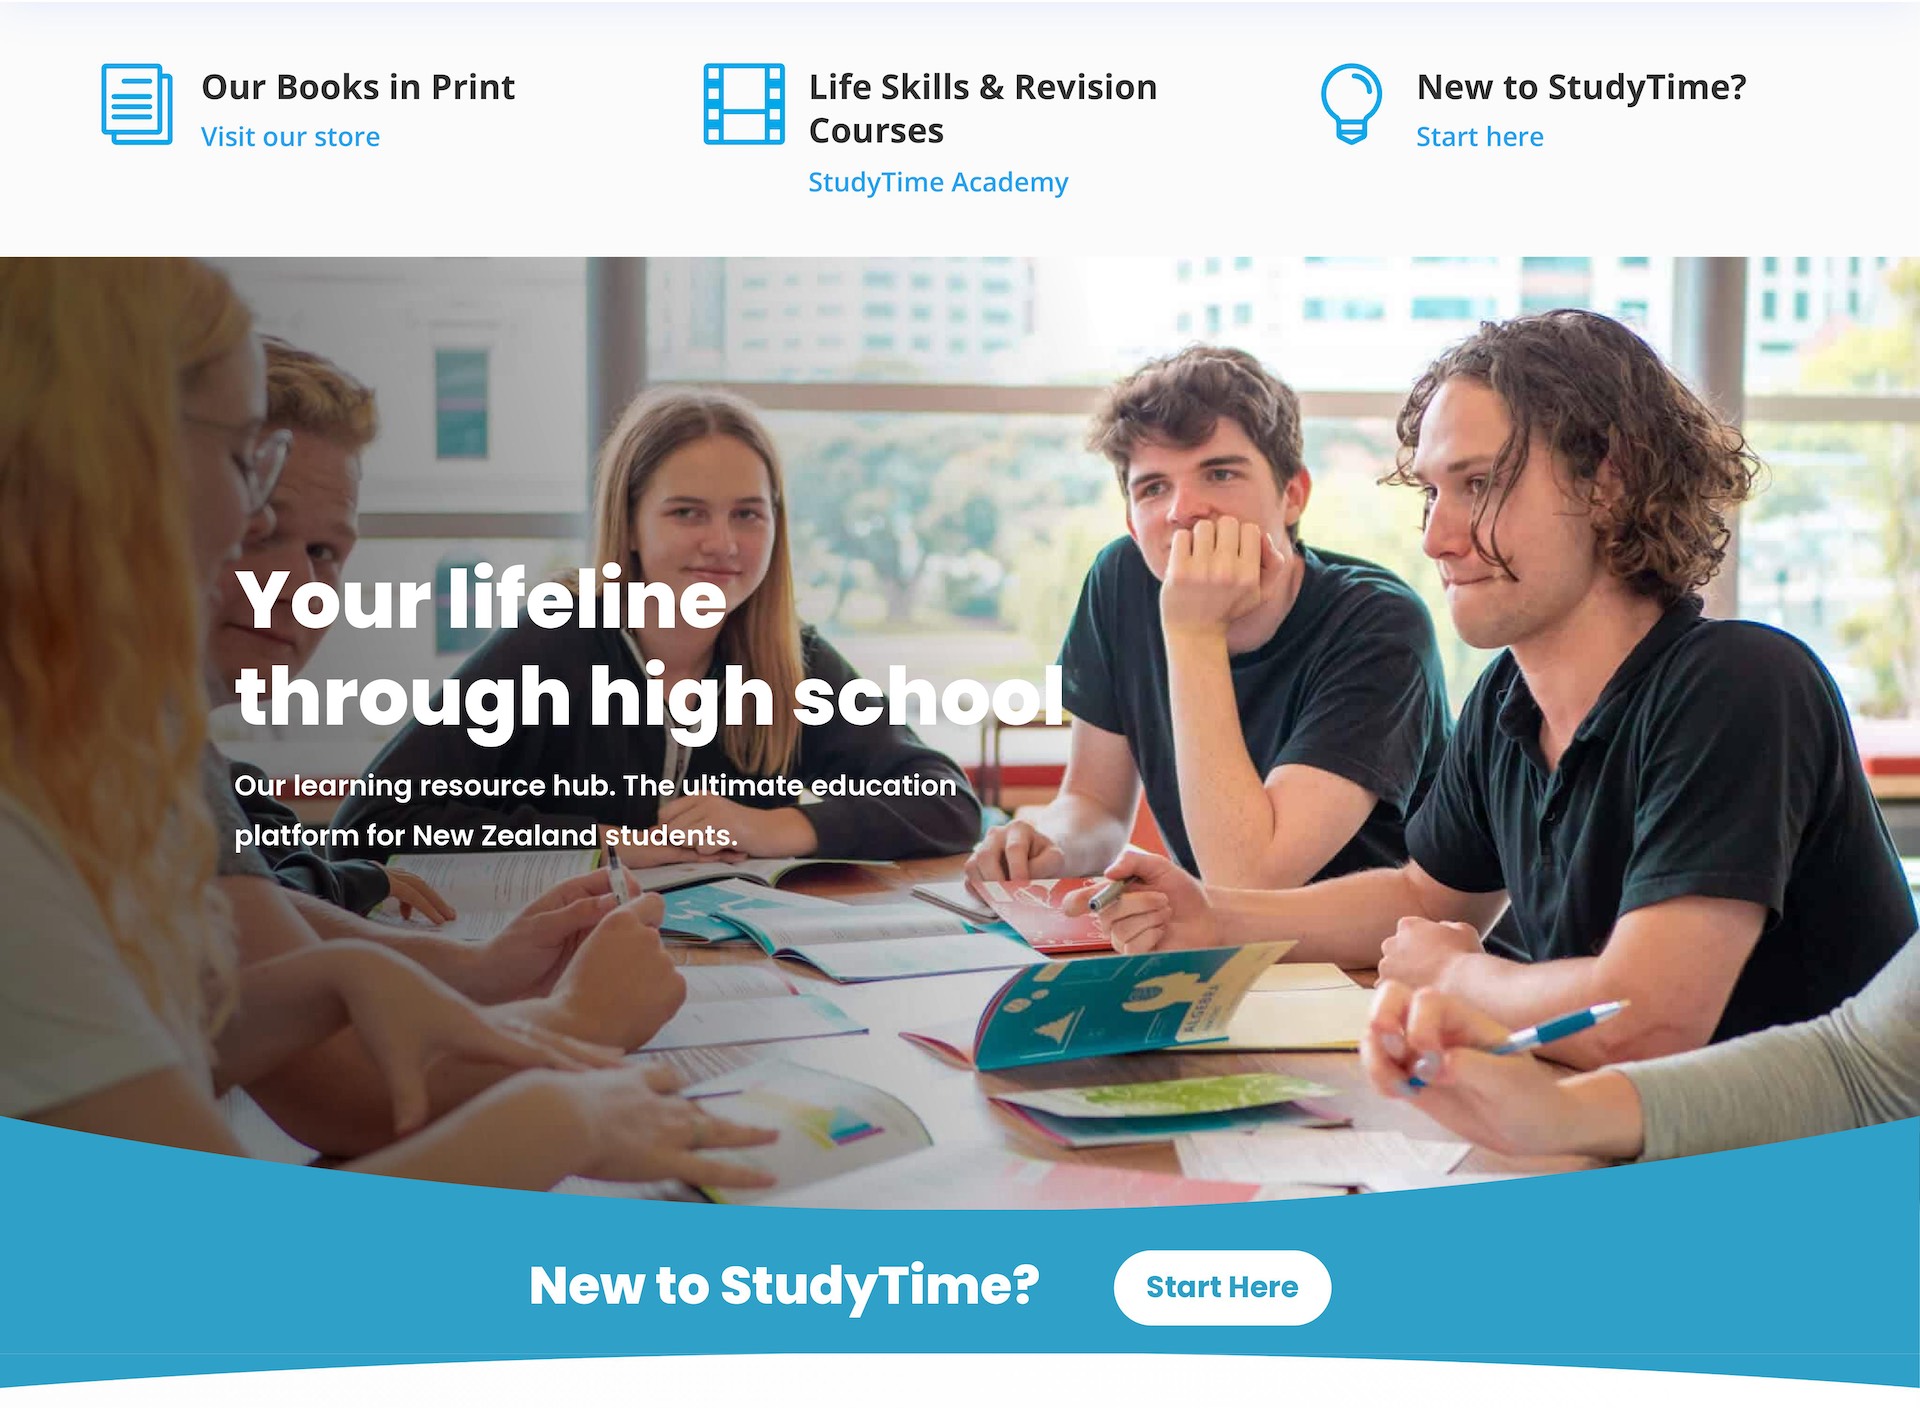 Our Books in Print
Visit our store
Life Skills & Revision
Courses
StudyTime Academy
New to StudyTime?
Start here
Your lifeline
through high school
Our learning resource hub. The ultimate education
platform for New Zealand students.
ALGEBRA
New to StudyTime?
Start Here